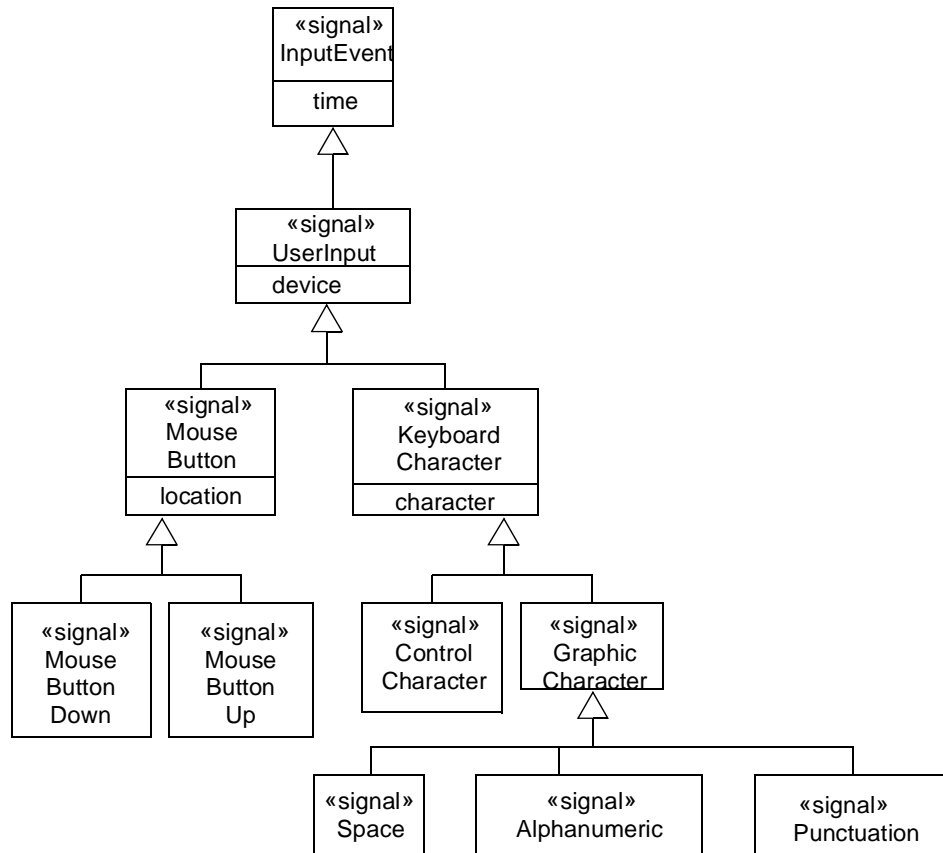 «signal»
InputEvent
time
«signal»
UserInput
device
«signal»
Mouse
Button
location
«signal»
Keyboard
Character
character
«signal»
Mouse
Button
Down
«signal»
Mouse
Button
Up
«signal»
Control
Character
«signal»
Graphic
Character
«signal»
Space
«signal»
Alphanumeric
«signal»
Punctuation